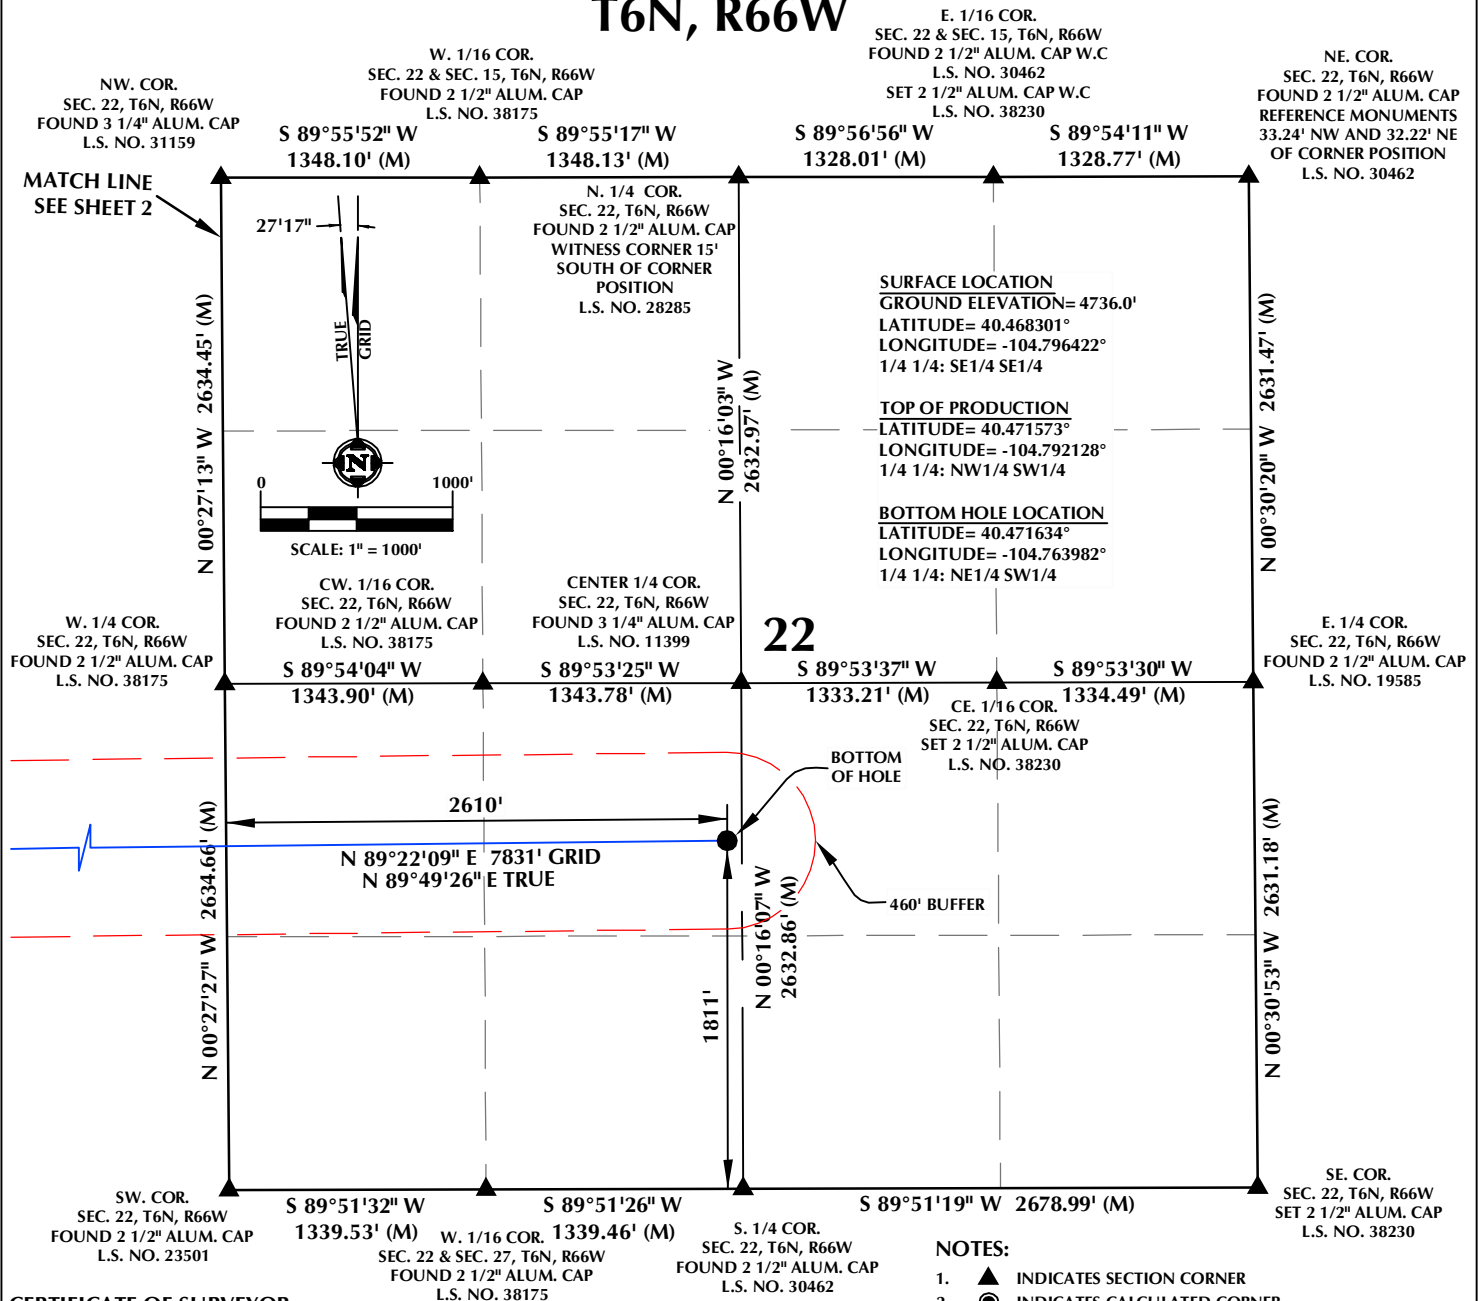 T6N, R66W
NW. COR.
SEC. 22, T6N, R66W
FOUND 3 1/4" ALUM. CAP
L.S. NO. 31159
W. 1/16 COR.
SEC. 22 & SEC. 15, T6N, R66W
FOUND 2 1/2" ALUM. CAP
L.S. NO. 38175
E. 1/16 COR.
SEC. 22 & SEC. 15, T6N, R66W
FOUND 2 1/2" ALUM. CAP W.C
L.S. NO. 30462
SET 2 1/2" ALUM. CAP W.C
L.S. NO. 38230
NE. COR.
SEC. 22, T6N, R66W
FOUND 2 1/2" ALUM. CAP
REFERENCE MONUMENTS
33.24' NW AND 32.22' NE
OF CORNER POSITION
L.S. NO. 30462
S 89°55'52" W
1348.10' (M)
S 89°55'17" W
1348.13' (M)
S 89°56'56" W
1328.01' (M)
S 89°54'11" W
1328.77' (M)
MATCH LINE
SEE SHEET 2
27'17"
TRUE
GRID
N
0 1000'
SCALE: 1" = 1000'
N. 1/4 COR.
SEC. 22, T6N, R66W
FOUND 2 1/2" ALUM. CAP
WITNESS CORNER 15'
SOUTH OF CORNER
POSITION
L.S. NO. 28285
SURFACE LOCATION
GROUND ELEVATION= 4736.0'
LATITUDE= 40.468301°
LONGITUDE= -104.796422°
1/4 1/4: SE1/4 SE1/4
TOP OF PRODUCTION
LATITUDE= 40.471573°
LONGITUDE= -104.792128°
1/4 1/4: NW1/4 SW1/4
BOTTOM HOLE LOCATION
LATITUDE= 40.471634°
LONGITUDE= -104.763982°
1/4 1/4: NE1/4 SW1/4
N 00°27'13" W 2634.45' (M)
N 00°16'03" W
2632.97' (M)
N 00°30'20" W 2631.47' (M)
W. 1/4 COR.
SEC. 22, T6N, R66W
FOUND 2 1/2" ALUM. CAP
L.S. NO. 38175
CW. 1/16 COR.
SEC. 22, T6N, R66W
FOUND 2 1/2" ALUM. CAP
L.S. NO. 38175
CENTER 1/4 COR.
SEC. 22, T6N, R66W
FOUND 3 1/4" ALUM. CAP
L.S. NO. 11399
22
E. 1/4 COR.
SEC. 22, T6N, R66W
FOUND 2 1/2" ALUM. CAP
L.S. NO. 19585
S 89°54'04" W
1343.90' (M)
S 89°53'25" W
1343.78' (M)
S 89°53'37" W
1333.21' (M)
S 89°53'30" W
1334.49' (M)
CE. 1/16 COR.
SEC. 22, T6N, R66W
SET 2 1/2" ALUM. CAP
L.S. NO. 38230
BOTTOM
OF HOLE
2610'
N 89°22'09" E 7831' GRID
N 89°49'26" E TRUE
460' BUFFER
1811'
N 00°27'27" W 2634.66' (M)
N 00°16'07" W
2632.86' (M)
N 00°30'53" W 2631.18' (M)
SW. COR.
SEC. 22, T6N, R66W
FOUND 2 1/2" ALUM. CAP
L.S. NO. 23501
S 89°51'32" W
1339.53' (M)
S 89°51'26" W
1339.46' (M)
S 89°51'19" W 2678.99' (M)
W. 1/16 COR.
SEC. 22 & SEC. 27, T6N, R66W
FOUND 2 1/2" ALUM. CAP
L.S. NO. 38175
S. 1/4 COR.
SEC. 22, T6N, R66W
FOUND 2 1/2" ALUM. CAP
L.S. NO. 30462
SE. COR.
SEC. 22, T6N, R66W
SET 2 1/2" ALUM. CAP
L.S. NO. 38230
NOTES:
1. INDICATES SECTION CORNER
2. INDICATES CALCULATED CORNER
CERTIFICATE OF SURVEYOR